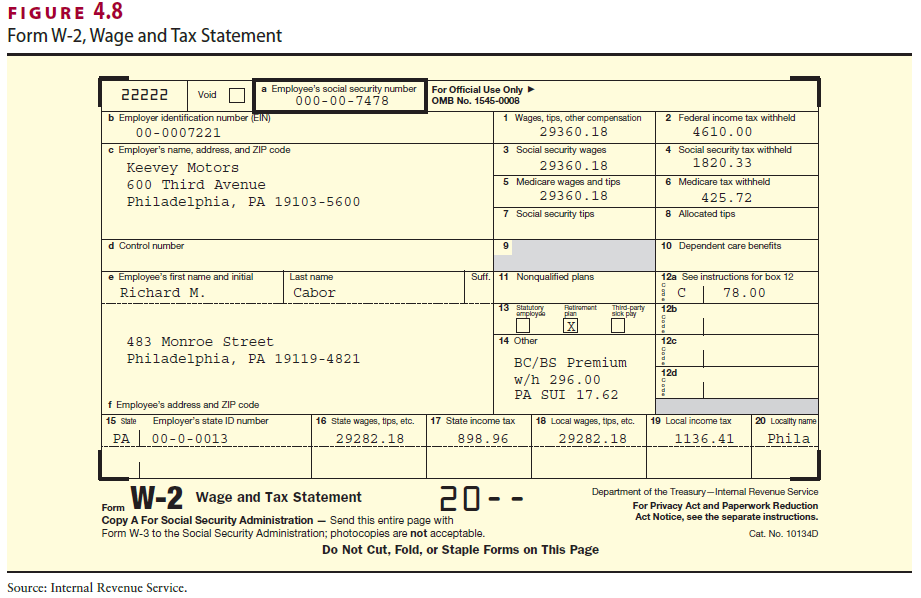 FIGURE 4.8
Form W-2, Wage and Tax Statement
22222
Void
a Employee's social security number
000-00-7478
For Official Use Only ►
OMB No. 1545-0008
b Employer identification number (EIN)
00-0007221
1 Wages, tips, other compensation
29360.18
2 Federal income tax withheld
4610.00
c Employer's name, address, and ZIP code
Keevey Motors
600 Third Avenue
Philadelphia, PA 19103-5600
3 Social security wages
29360.18
4 Social security tax withheld
1820.33
5 Medicare wages and tips
29360.18
6 Medicare tax withheld
425.72
7 Social security tips
8 Allocated tips
d Control number
9
10 Dependent care benefits
e Employee's first name and initial
Richard M.
Last name
Cabor
Suff.
11 Nonqualified plans
12a See instructions for box 12
Code
C 78.00
13 Statutory employee
Retirement plan
X
Third-party sick pay
12b
Code
483 Monroe Street
Philadelphia, PA 19119-4821
14 Other
BC/BS Premium
w/h 296.00
PA SUI 17.62
12c
Code
12d
Code
f Employee's address and ZIP code
15 State Employer's state ID number
PA 00-0-0013
16 State wages, tips, etc.
29282.18
17 State income tax
898.96
18 Local wages, tips, etc.
29282.18
19 Local income tax
1136.41
20 Locality name
Phila
Form W-2 Wage and Tax Statement
20--
Department of the Treasury—Internal Revenue Service
For Privacy Act and Paperwork Reduction
Act Notice, see the separate instructions.
Copy A For Social Security Administration — Send this entire page with
Form W-3 to the Social Security Administration; photocopies are not acceptable.
Cat. No. 10134D
Do Not Cut, Fold, or Staple Forms on This Page
Source: Internal Revenue Service.